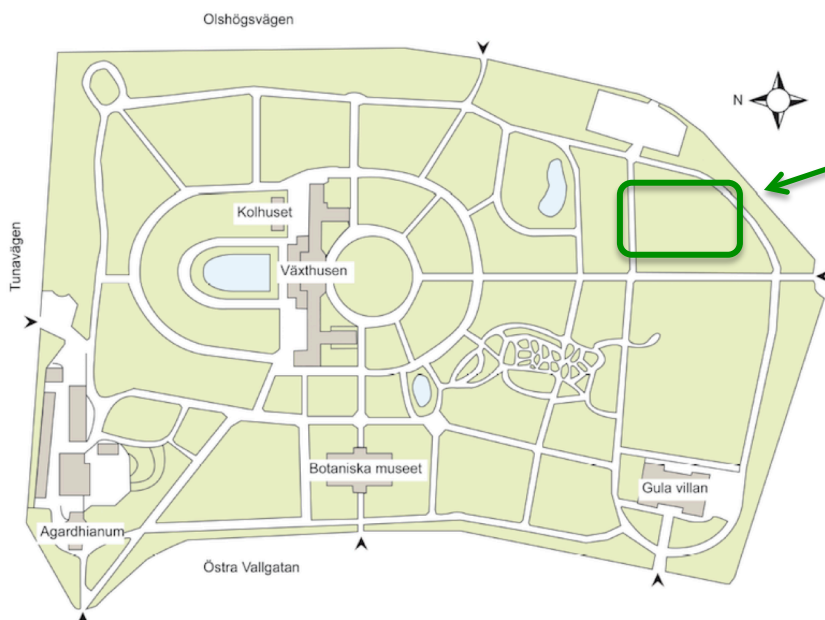 Olshögsvägen
N
Kolhuset
Växthusen
Tunavägen
Botaniska museet
Gula villan
Agardhianum
Östra Vallgatan